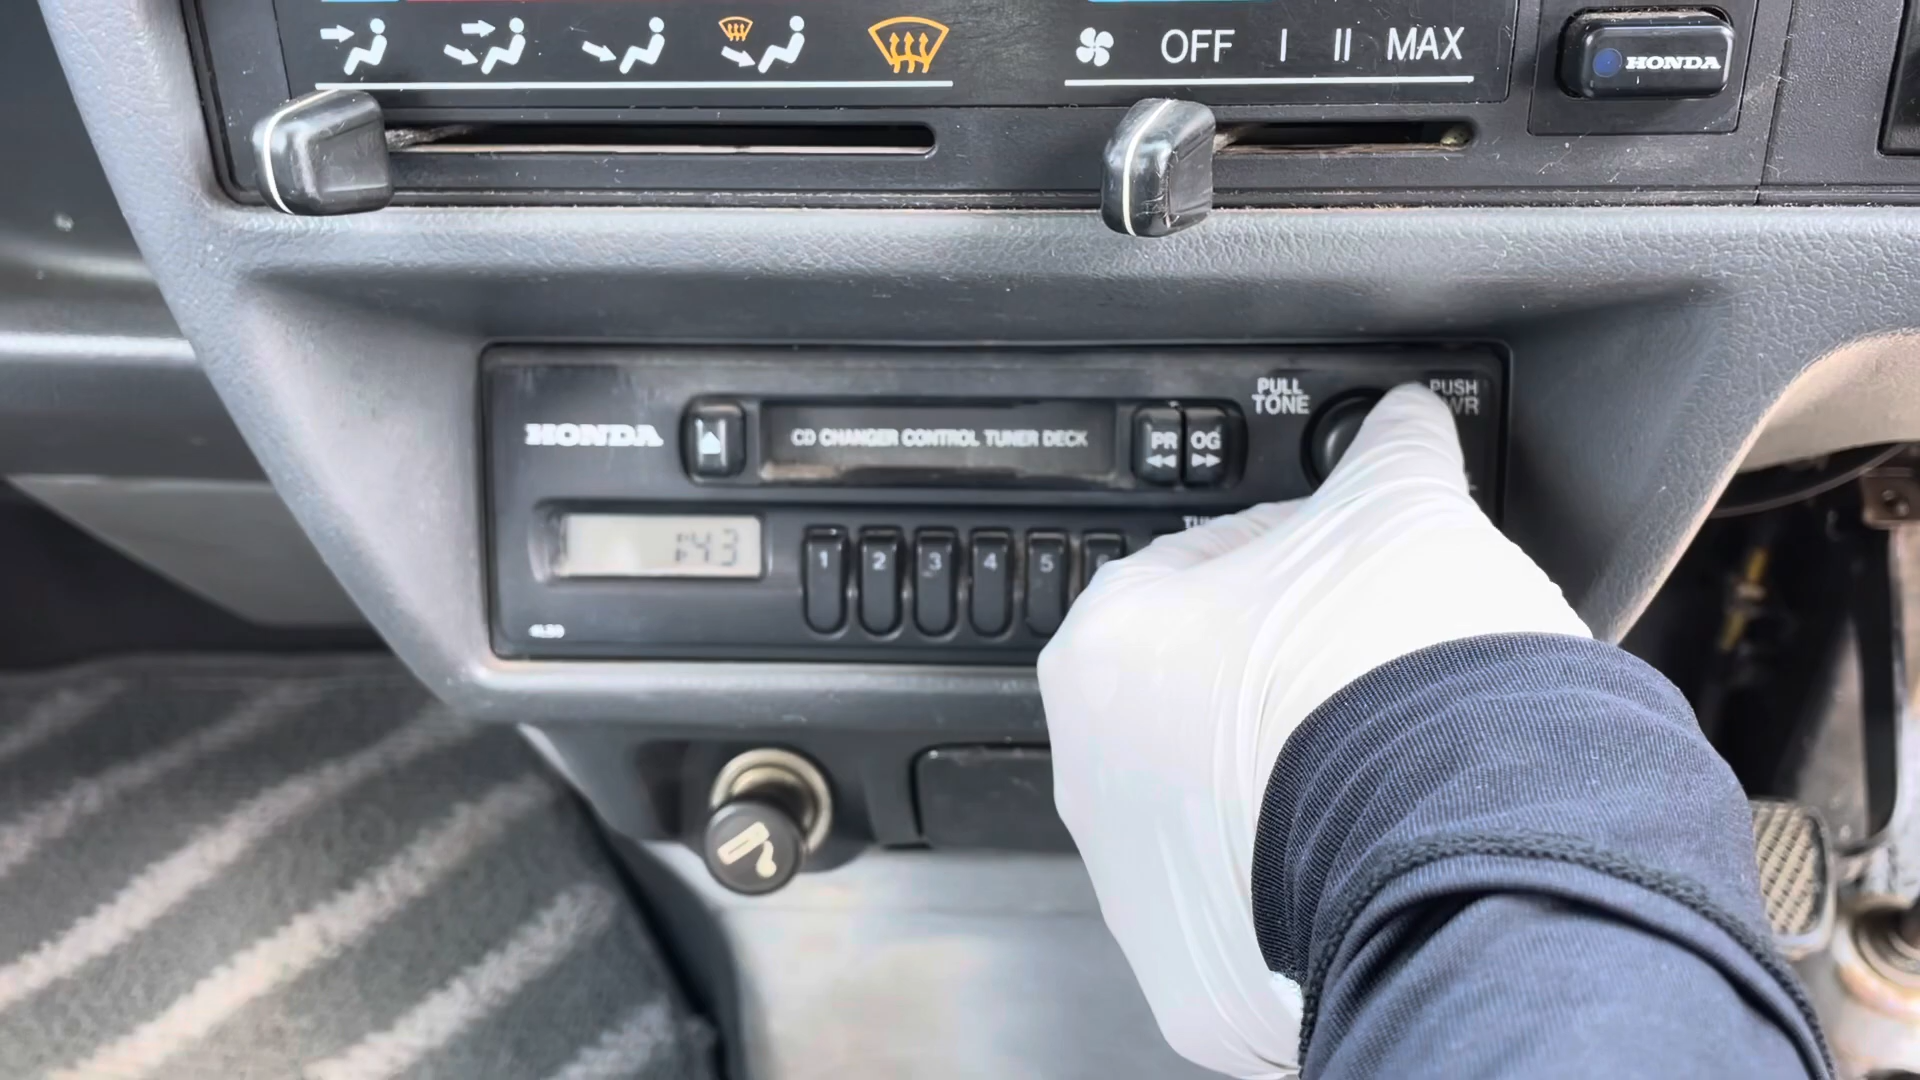 OFF I II MAX
HONDA
PULL
TONE
PUSH
HONDA
CD CHANGER CONTROL TUNER DECK
PR OG
1 2 3 4 5